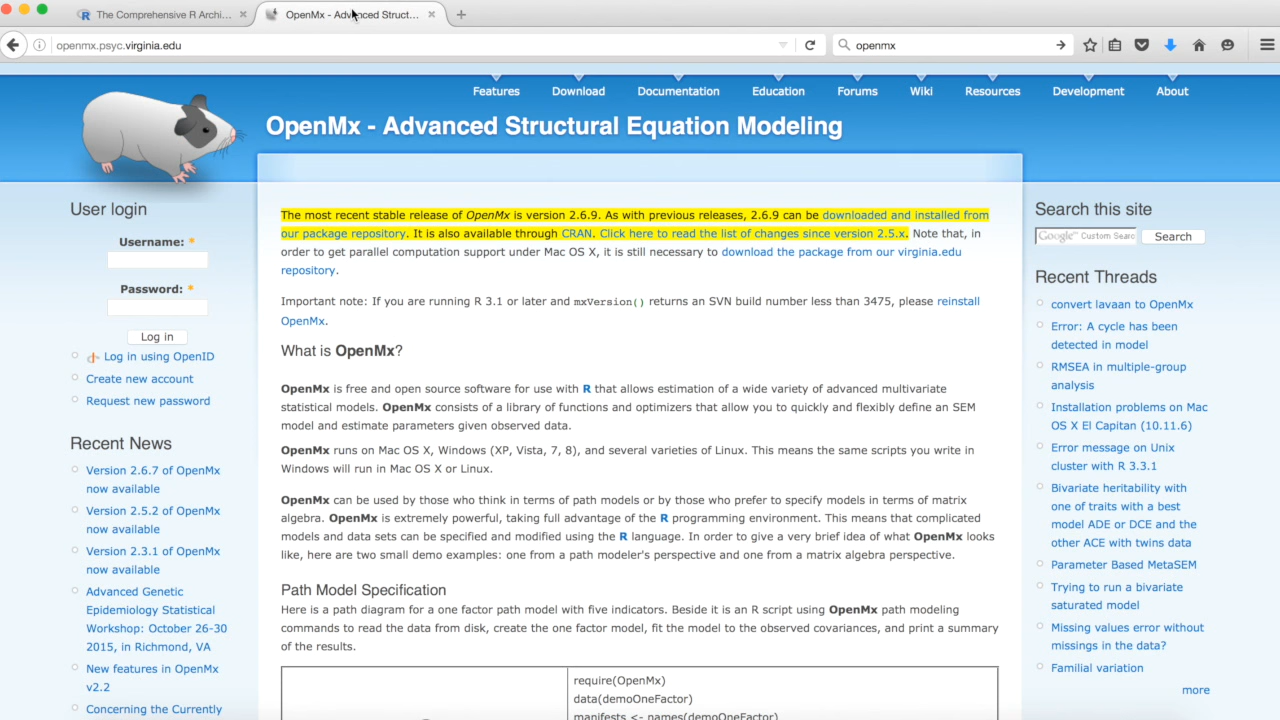 The Comprehensive R Archi...
OpenMx - Advanced Struct...
openmx.psyc.virginia.edu
openmx
Features Download Documentation Education Forums Wiki Resources Development About
OpenMx - Advanced Structural Equation Modeling
User login
Username: *
Password: *
Log in
Log in using OpenID
Create new account
Request new password
Recent News
Version 2.6.7 of OpenMx
now available
Version 2.5.2 of OpenMx
now available
Version 2.3.1 of OpenMx
now available
Advanced Genetic
Epidemiology Statistical
Workshop: October 26-30
2015, in Richmond, VA
New features in OpenMx
v2.2
Concerning the Currently
The most recent stable release of OpenMx is version 2.6.9. As with previous releases, 2.6.9 can be downloaded and installed from
our package repository. It is also available through CRAN. Click here to read the list of changes since version 2.5.x. Note that, in
order to get parallel computation support under Mac OS X, it is still necessary to download the package from our virginia.edu
repository.
Important note: If you are running R 3.1 or later and mxVersion() returns an SVN build number less than 3475, please reinstall
OpenMx.
What is OpenMx?
OpenMx is free and open source software for use with R that allows estimation of a wide variety of advanced multivariate
statistical models. OpenMx consists of a library of functions and optimizers that allow you to quickly and flexibly define an SEM
model and estimate parameters given observed data.
OpenMx runs on Mac OS X, Windows (XP, Vista, 7, 8), and several varieties of Linux. This means the same scripts you write in
Windows will run in Mac OS X or Linux.
OpenMx can be used by those who think in terms of path models or by those who prefer to specify models in terms of matrix
algebra. OpenMx is extremely powerful, taking full advantage of the R programming environment. This means that complicated
models and data sets can be specified and modified using the R language. In order to give a very brief idea of what OpenMx looks
like, here are two small demo examples: one from a path modeler's perspective and one from a matrix algebra perspective.
Path Model Specification
Here is a path diagram for a one factor path model with five indicators. Beside it is an R script using OpenMx path modeling
commands to read the data from disk, create the one factor model, fit the model to the observed covariances, and print a summary
of the results.
require(OpenMx)
data(demoOneFactor)
manifests <- names(demoOneFactor)
Search this site
Google™ Custom Searc
Search
Recent Threads
convert lavaan to OpenMx
Error: A cycle has been
detected in model
RMSEA in multiple-group
analysis
Installation problems on Mac
OS X El Capitan (10.11.6)
Error message on Unix
cluster with R 3.3.1
Bivariate heritability with
one of traits with a best
model ADE or DCE and the
other ACE with twins data
Parameter Based MetaSEM
Trying to run a bivariate
saturated model
Missing values error without
missings in the data?
Familial variation
more